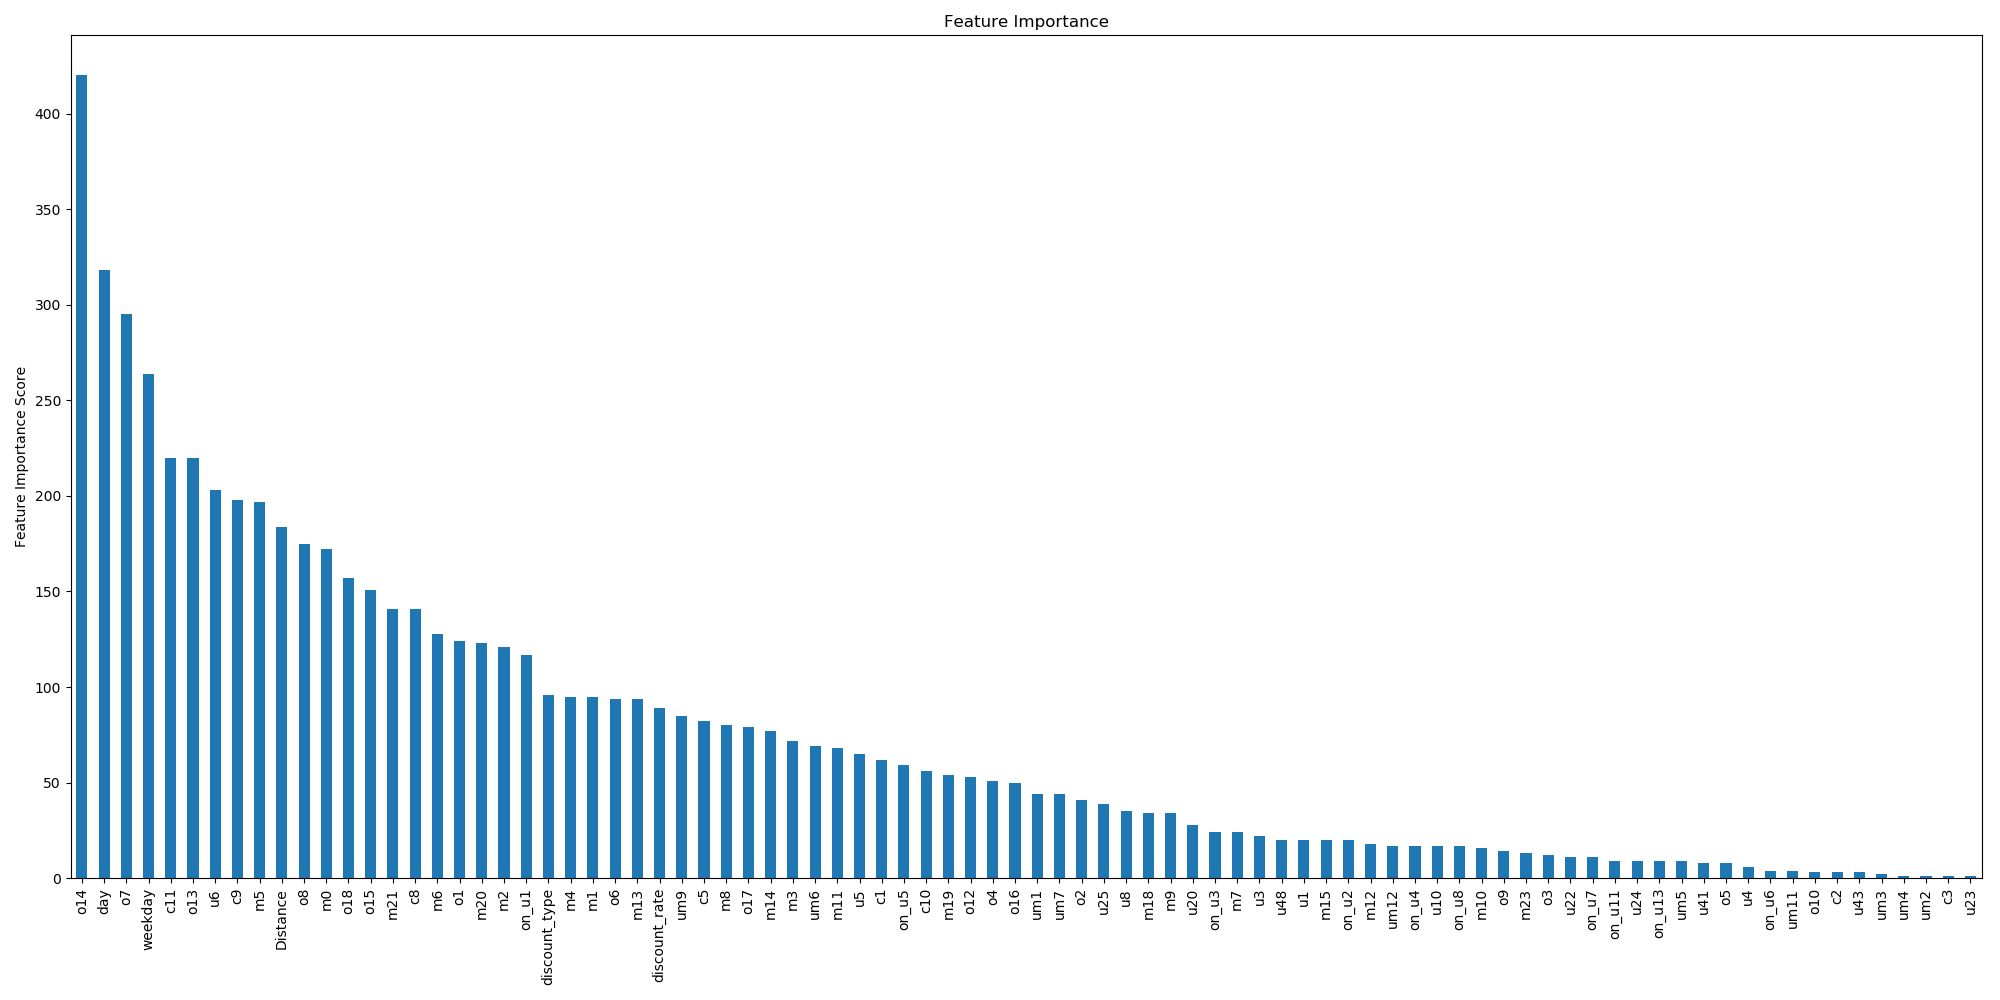 Feature Importance
Feature Importance Score
400
350
300
250
200
150
100
50
0
o14
day
o7
weekday
c11
o13
u6
c9
m5
Distance
o8
m0
o18
o15
m21
c8
m6
o1
m20
m2
on_u1
discount_type
m4
m1
o6
m13
discount_rate
um9
c5
m8
o17
m14
m3
um6
m11
u5
c1
on_u5
c10
m19
o12
o4
o16
um1
um7
o2
u25
u8
m18
m9
u20
on_u3
m7
u3
u48
u1
m15
on_u2
m12
um12
on_u4
u10
on_u8
m10
o9
m23
o3
u22
on_u7
on_u11
u24
on_u13
um5
u41
o5
u4
on_u6
um11
o10
c2
u43
um3
um4
um2
c3
u23